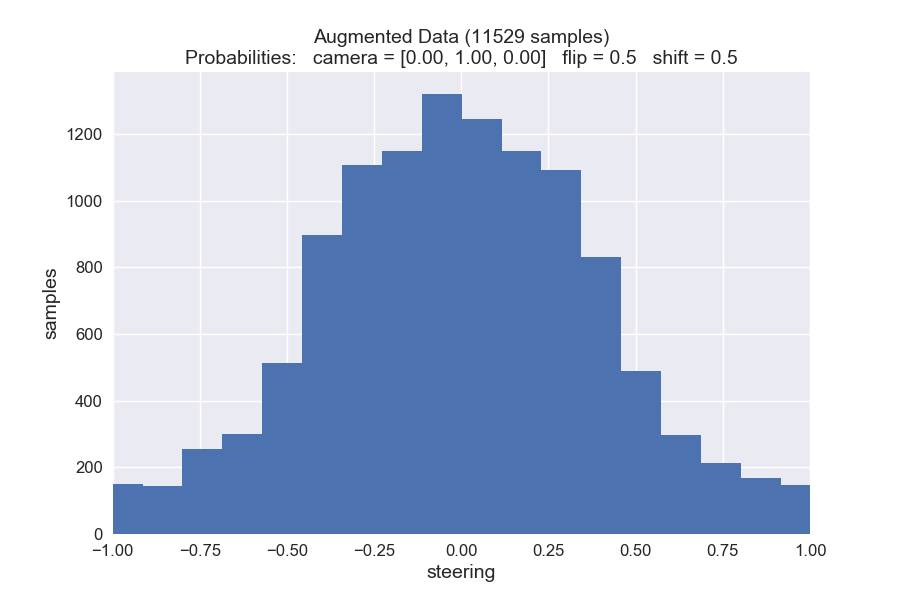 Augmented Data (11529 samples)
Probabilities:   camera = [0.00, 1.00, 0.00]   flip = 0.5   shift = 0.5
1200
1000
800
600
400
200
0
samples
−1.00 −0.75 −0.50 −0.25 0.00 0.25 0.50 0.75 1.00
steering